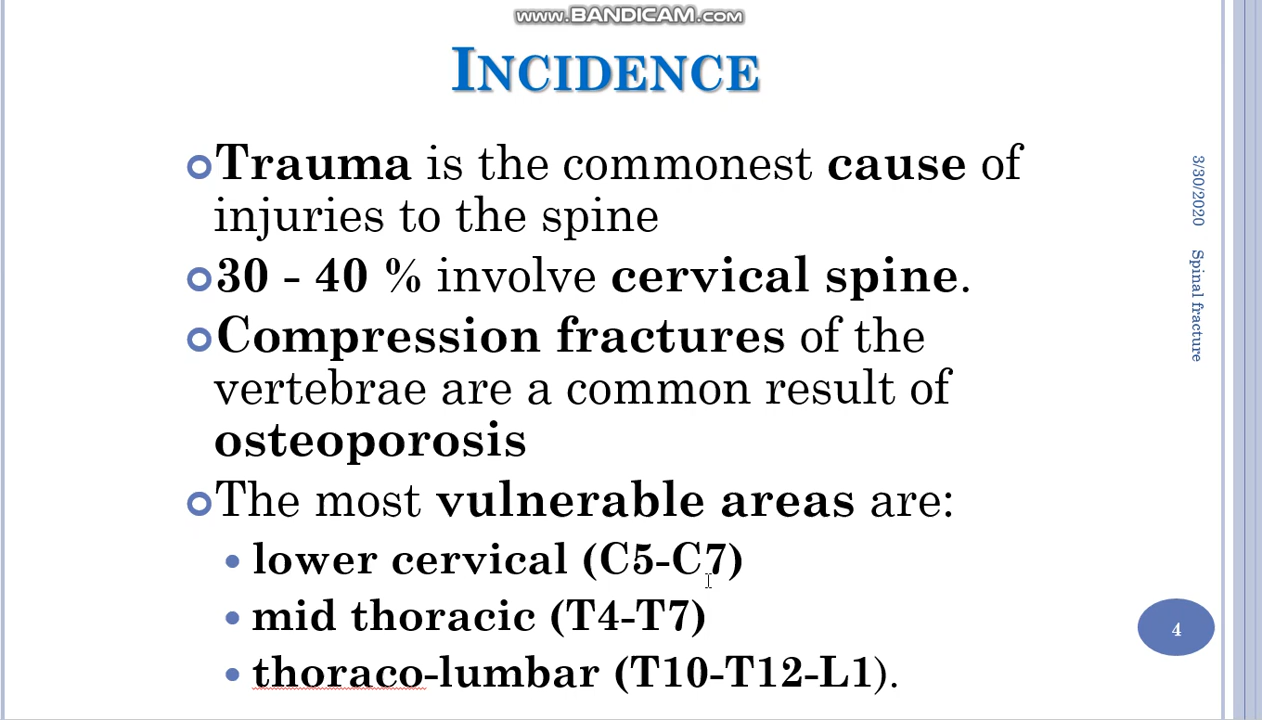 www.BANDICAM.com
INCIDENCE
Trauma is the commonest cause of
injuries to the spine
30 - 40 % involve cervical spine.
Compression fractures of the
vertebrae are a common result of
osteoporosis
The most vulnerable areas are:
lower cervical (C5-C7)
mid thoracic (T4-T7)
thoraco-lumbar (T10-T12-L1).
3/30/2020 Spinal fracture
4